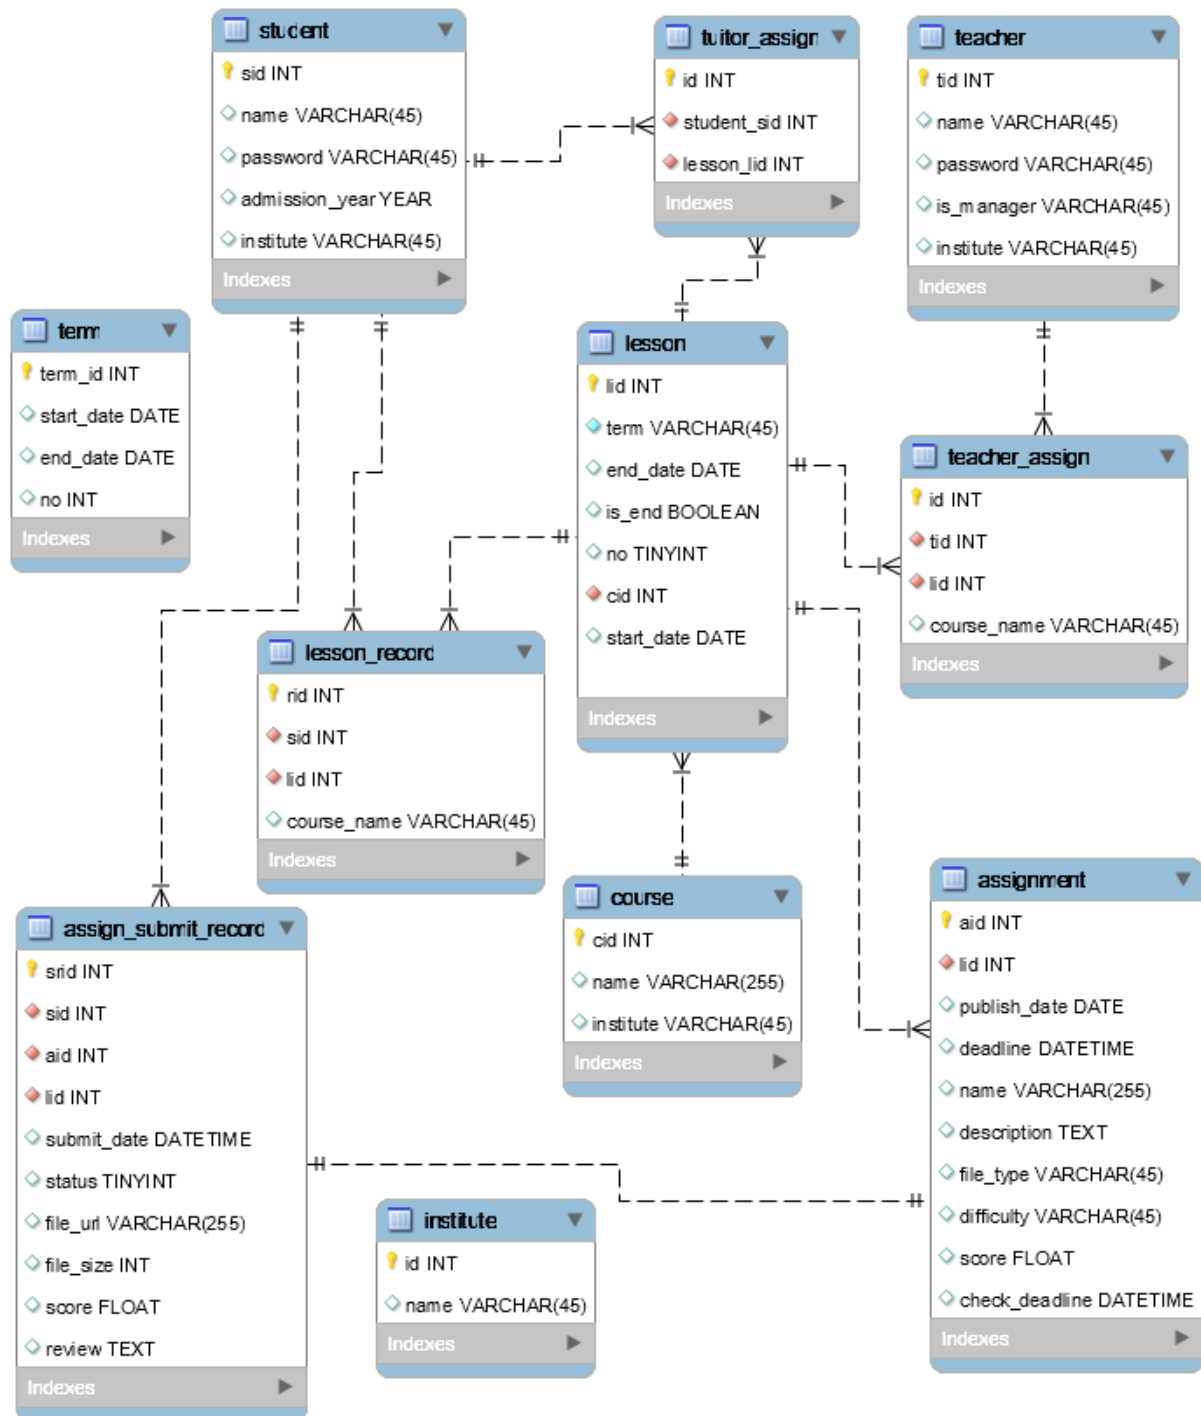 student
sid INT
name VARCHAR(45)
password VARCHAR(45)
admission_year YEAR
institute VARCHAR(45)
Indexes
tuitor_assign
id INT
student_sid INT
lesson_lid INT
Indexes
teacher
tid INT
name VARCHAR(45)
password VARCHAR(45)
is_manager VARCHAR(45)
institute VARCHAR(45)
Indexes
term
term_id INT
start_date DATE
end_date DATE
no INT
Indexes
lesson
lid INT
term VARCHAR(45)
end_date DATE
is_end BOOLEAN
no TINYINT
cid INT
start_date DATE
Indexes
teacher_assign
id INT
tid INT
lid INT
course_name VARCHAR(45)
Indexes
lesson_record
rid INT
sid INT
lid INT
course_name VARCHAR(45)
Indexes
course
cid INT
name VARCHAR(255)
institute VARCHAR(45)
Indexes
assignment
aid INT
lid INT
publish_date DATE
deadline DATETIME
name VARCHAR(255)
description TEXT
file_type VARCHAR(45)
difficulty VARCHAR(45)
score FLOAT
check_deadline DATETIME
Indexes
assign_submit_record
srid INT
sid INT
aid INT
lid INT
submit_date DATETIME
status TINYINT
file_url VARCHAR(255)
file_size INT
score FLOAT
review TEXT
Indexes
institute
id INT
name VARCHAR(45)
Indexes